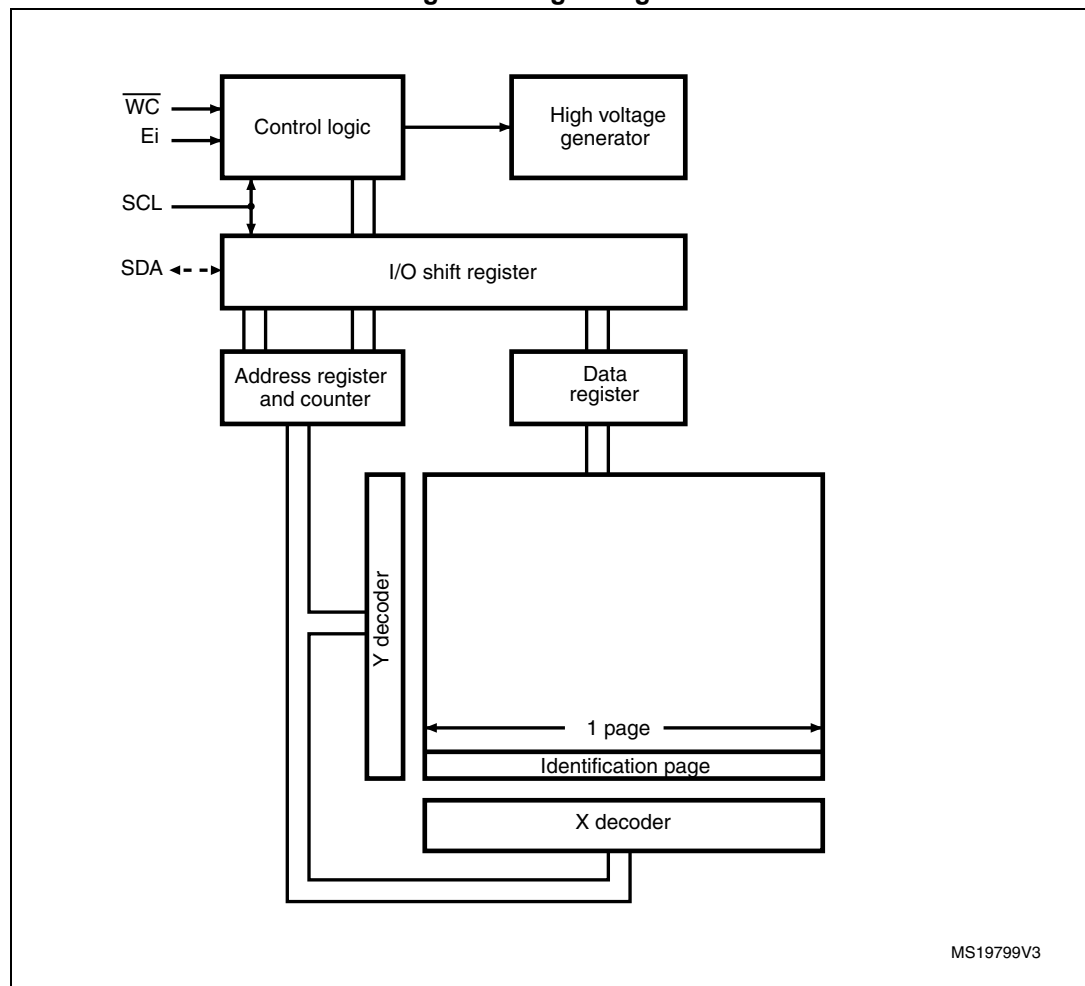 WC
Ei
SCL
SDA
Control logic
High voltage
generator
I/O shift register
Address register
and counter
Data
register
Y decoder
1 page
Identification page
X decoder
MS19799V3